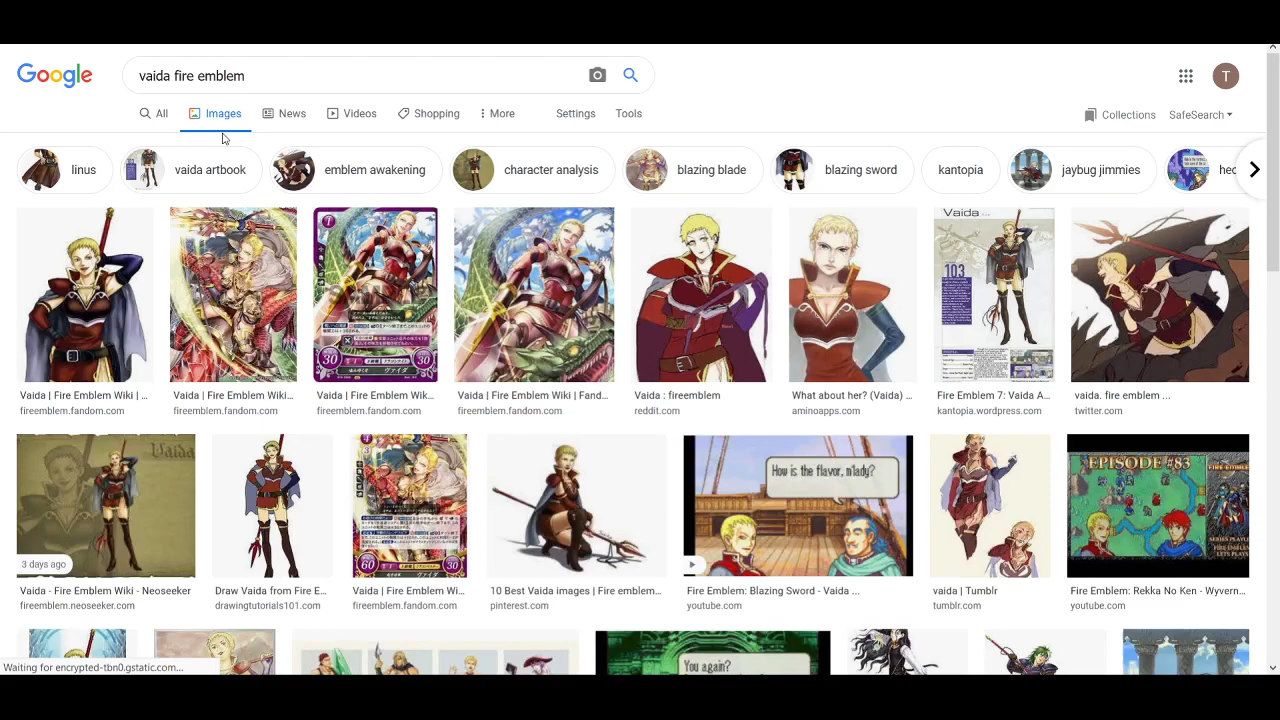 Google
vaida fire emblem
T
All Images News Videos Shopping More Settings Tools
Collections SafeSearch
linus vaida artbook emblem awakening character analysis blazing blade blazing sword kantopia jaybug jimmies hec
Vaida
103
30 30
Vaida | Fire Emblem Wiki | ...
fireemblem.fandom.com
Vaida | Fire Emblem Wiki...
fireemblem.fandom.com
Vaida | Fire Emblem Wik...
fireemblem.fandom.com
Vaida | Fire Emblem Wiki | Fand...
fireemblem.fandom.com
Vaida : fireemblem
reddit.com
What about her? (Vaida) ...
aminoapps.com
Fire Emblem 7: Vaida A...
kantopia.wordpress.com
vaida. fire emblem ...
twitter.com
Vaida
3 days ago
60 30
How is the flavor, m'lady?
EPISODE #83
Vaida - Fire Emblem Wiki - Neoseeker
fireemblem.neoseeker.com
Draw Vaida from Fire E...
drawingtutorials101.com
Vaida | Fire Emblem Wi...
fireemblem.fandom.com
10 Best Vaida images | Fire emblem...
pinterest.com
Fire Emblem: Blazing Sword - Vaida ...
youtube.com
vaida | Tumblr
tumblr.com
Fire Emblem: Rekka No Ken - Wyvern...
youtube.com
You again?
Waiting for encrypted-tbn0.gstatic.com...